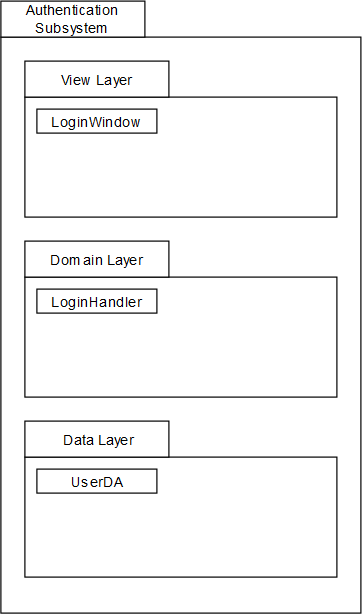 Authentication
Subsystem
View Layer
LoginWindow
Domain Layer
LoginHandler
Data Layer
UserDA